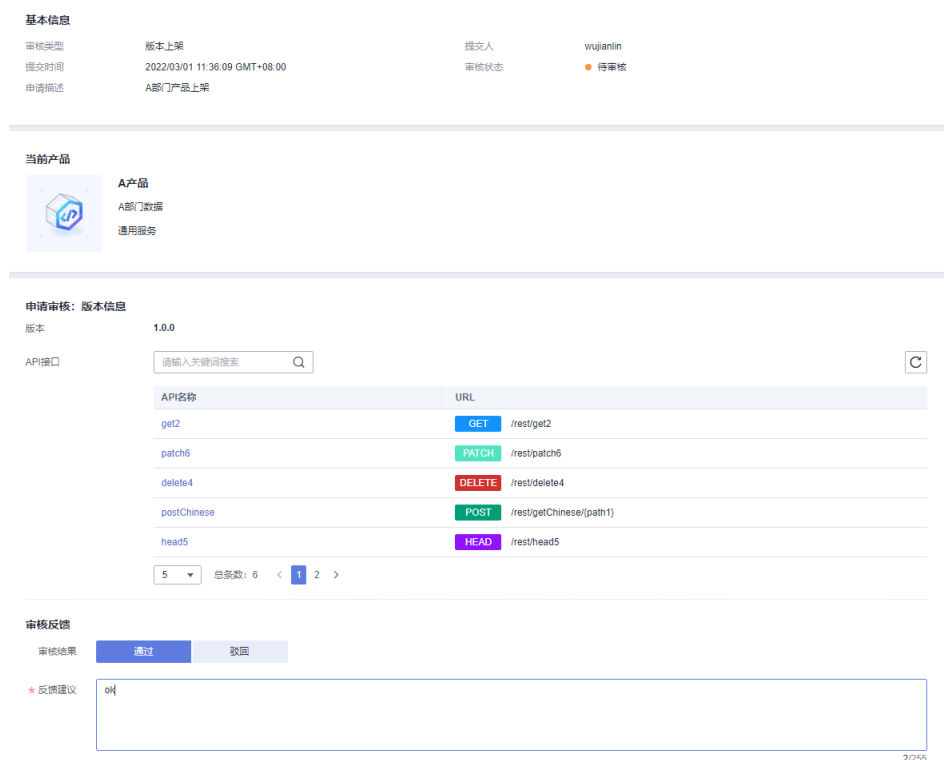 基本信息
审核类型 版本上架 提交人 wujianlin
提交时间 2022/03/01 11:36:09 GMT+08:00 审核状态 待审核
申请描述 A部门产品上架
当前产品
A产品
A部门数据
通用服务
申请审核：版本信息
版本 1.0.0
API接口 请输入关键词搜索
API名称 URL
get2 GET /rest/get2
patch6 PATCH /rest/patch6
delete4 DELETE /rest/delete4
postChinese POST /rest/getChinese/{path1}
head5 HEAD /rest/head5
5 总条数：6 < 1 2 >
审核反馈
审核结果 通过 驳回
* 反馈建议 ok
2/255